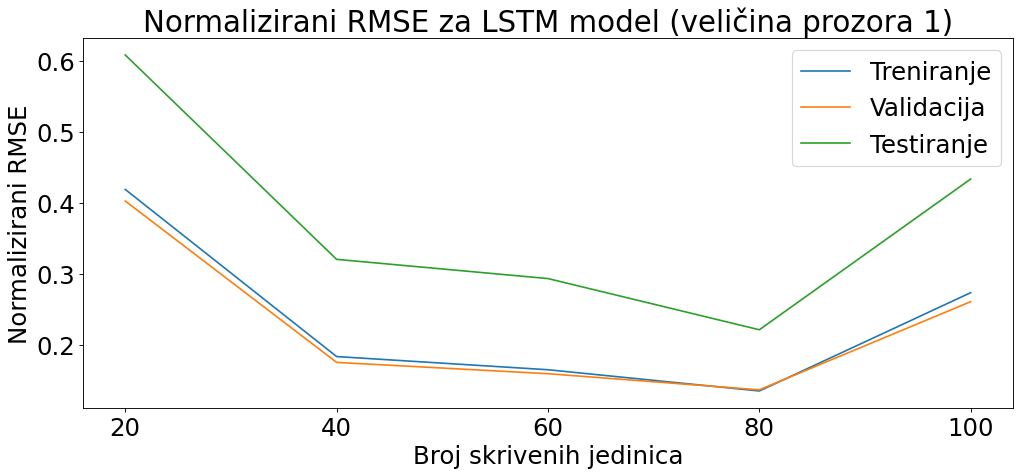 Normalizirani RMSE za LSTM model (veličina prozora 1)
Normalizirani RMSE
0.6
0.5
0.4
0.3
0.2
Treniranje
Validacija
Testiranje
20 40 60 80 100
Broj skrivenih jedinica